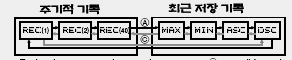 주기적 기록 최근 저장 기록
REC(1) REC(2) REC(40) Ⓐ MAX MIN ASC DSC
Ⓒ